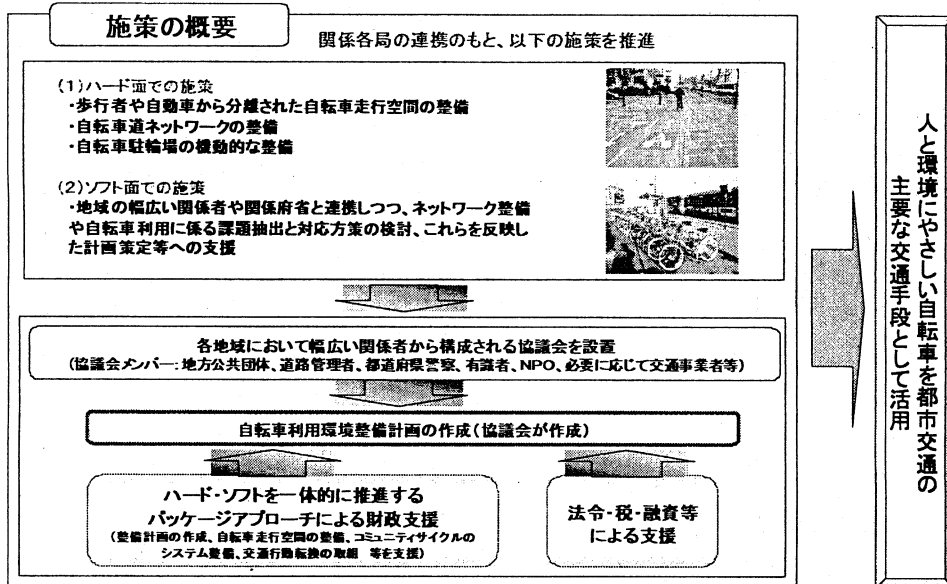 施策の概要
関係各局の連携のもと、以下の施策を推進
(1)ハード面での施策
・歩行者や自動車から分離された自転車走行空間の整備
・自転車道ネットワークの整備
・自転車駐輪場の機動的な整備
(2)ソフト面での施策
・地域の幅広い関係者や関係府省と連携しつつ、ネットワーク整備
や自転車利用に係る課題抽出と対応方策の検討、これらを反映し
た計画策定等への支援
各地域において幅広い関係者から構成される協議会を設置
(協議会メンバー:地方公共団体、道路管理者、都道府県警察、有識者、NPO、必要に応じて交通事業者等)
自転車利用環境整備計画の作成(協議会が作成)
ハード・ソフトを一体的に推進する
パッケージアプローチによる財政支援
(整備計画の作成、自転車走行空間の整備、コミュニティサイクルの
システム整備、交通行動転換の取組 等を支援)
法令・税・融資等
による支援
人と環境にやさしい自転車を都市交通の
主要な交通手段として活用